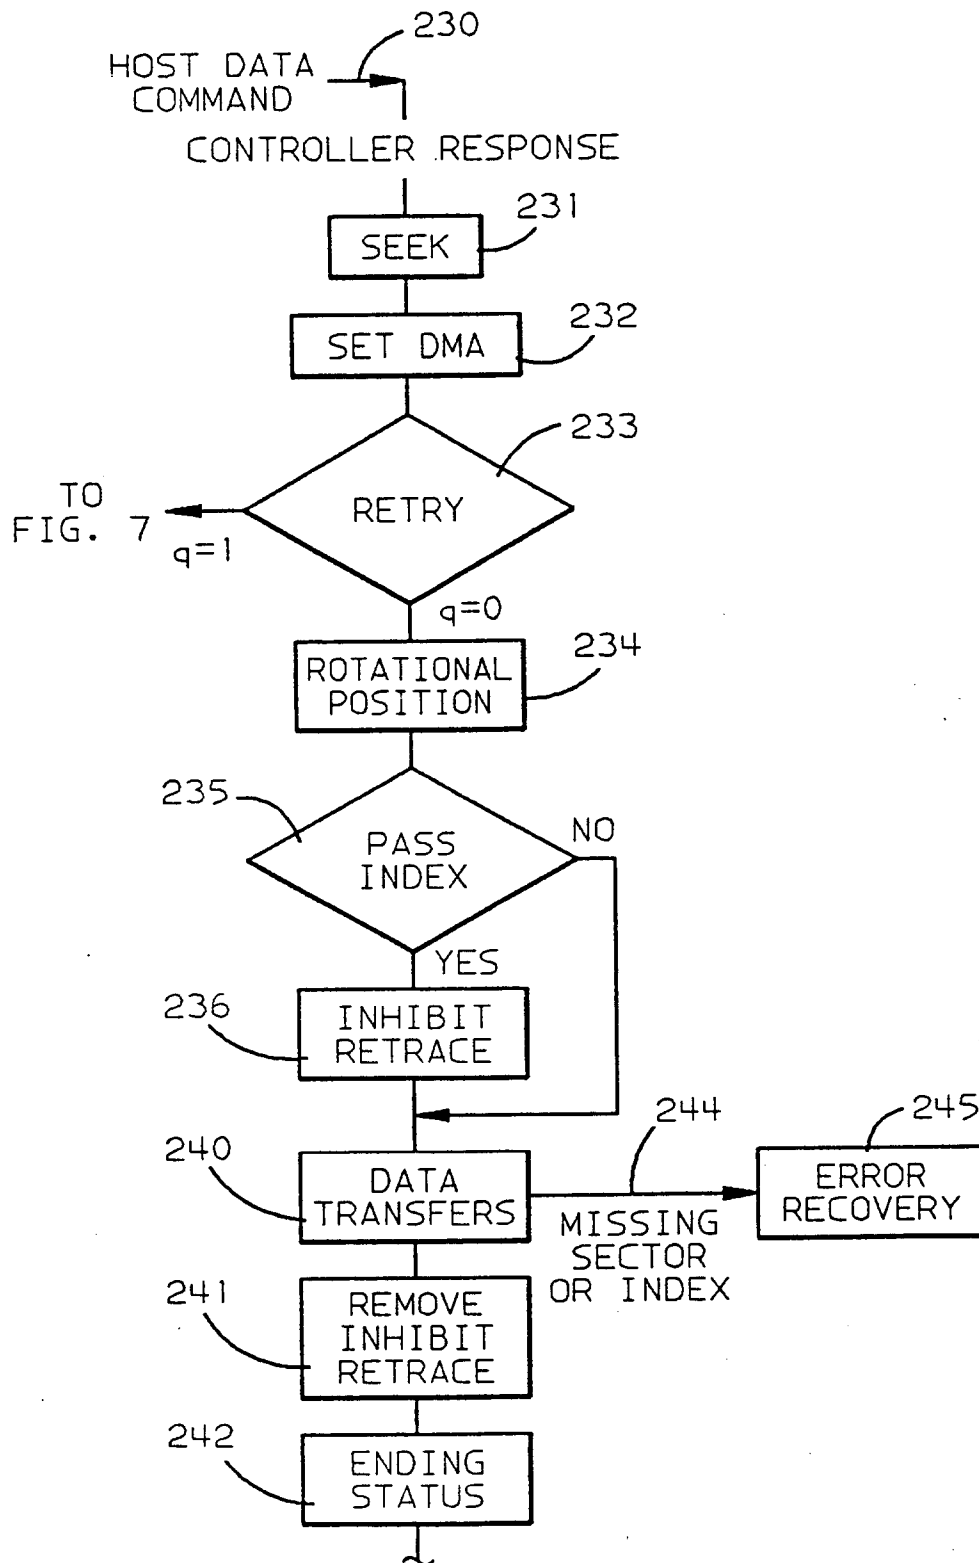 230
HOST DATA
COMMAND
CONTROLLER RESPONSE
231
SEEK
232
SET DMA
233
RETRY
TO
FIG. 7
q=1
q=0
234
ROTATIONAL
POSITION
235
PASS
INDEX
NO
YES
236
INHIBIT
RETRACE
240
DATA
TRANSFERS
244
MISSING
SECTOR
OR INDEX
245
ERROR
RECOVERY
241
REMOVE
INHIBIT
RETRACE
242
ENDING
STATUS